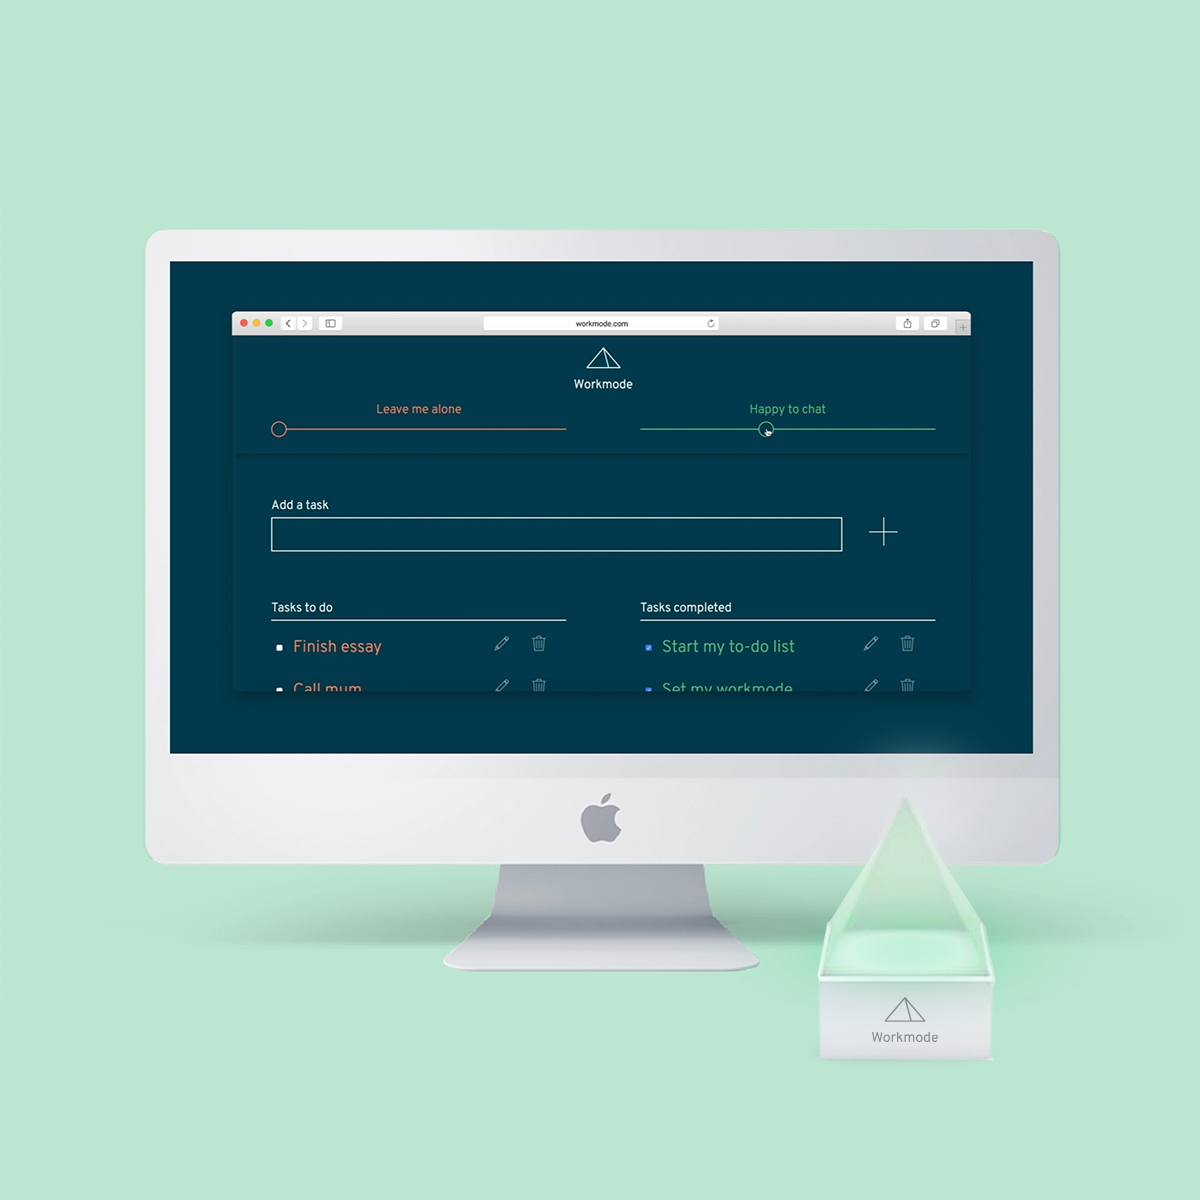 workmode.com
Workmode
Leave me alone
Happy to chat
Add a task
Tasks to do
Tasks completed
Finish essay
Start my to-do list
Call mum
Set my workmode
Workmode